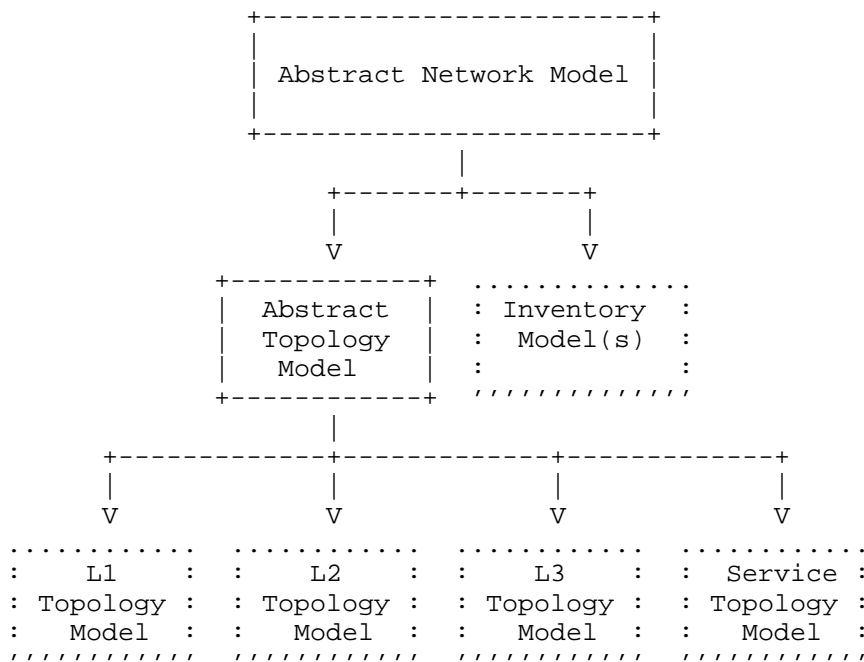 Abstract Network Model
Abstract Topology Model
Inventory Model(s)
L1 Topology Model
L2 Topology Model
L3 Topology Model
Service Topology Model